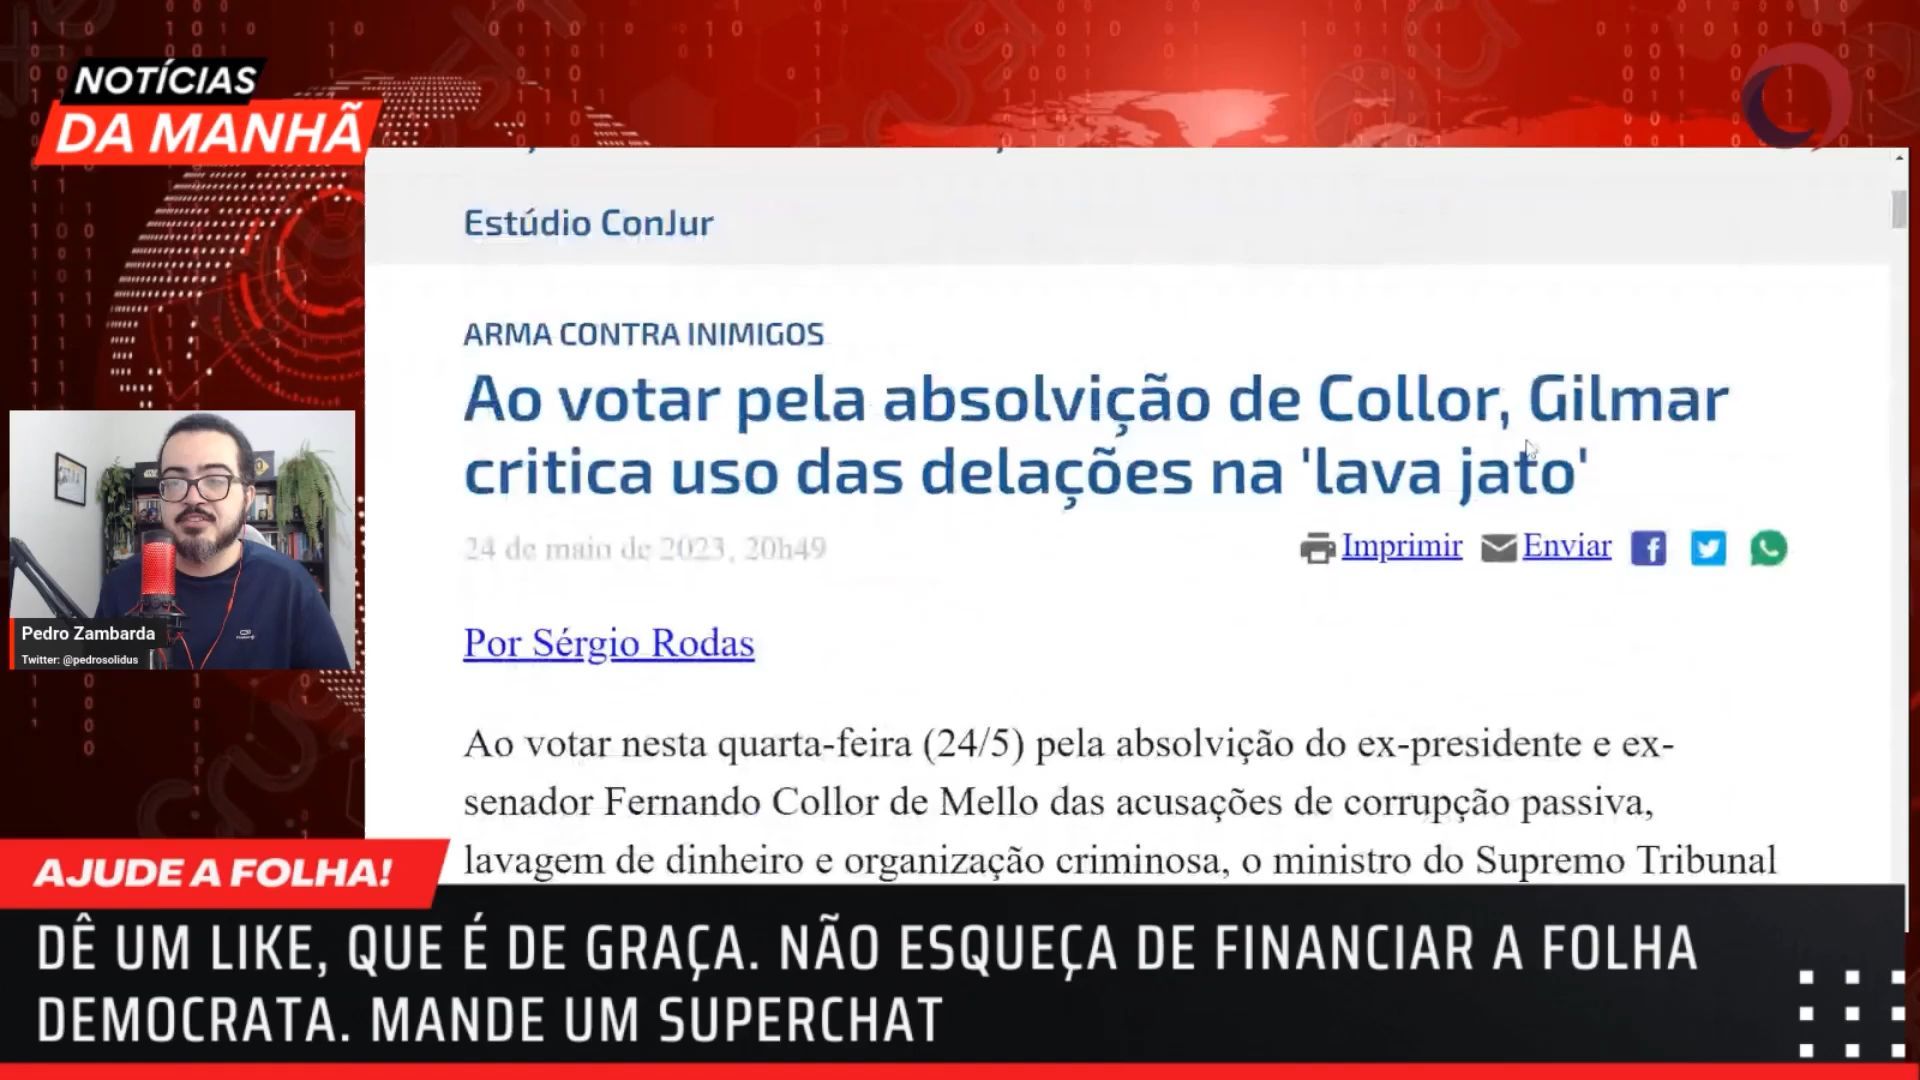 NOTÍCIAS
DA MANHÃ
Estúdio ConJur
ARMA CONTRA INIMIGOS
Ao votar pela absolvição de Collor, Gilmar
critica uso das delações na 'lava jato'
24 de maio de 2023, 20h49
Imprimir Enviar
Por Sérgio Rodas
Ao votar nesta quarta-feira (24/5) pela absolvição do ex-presidente e ex-
senador Fernando Collor de Mello das acusações de corrupção passiva,
lavagem de dinheiro e organização criminosa, o ministro do Supremo Tribunal
Pedro Zambarda
Twitter: @pedrosolidus
AJUDE A FOLHA!
DÊ UM LIKE, QUE É DE GRAÇA. NÃO ESQUEÇA DE FINANCIAR A FOLHA
DEMOCRATA. MANDE UM SUPERCHAT